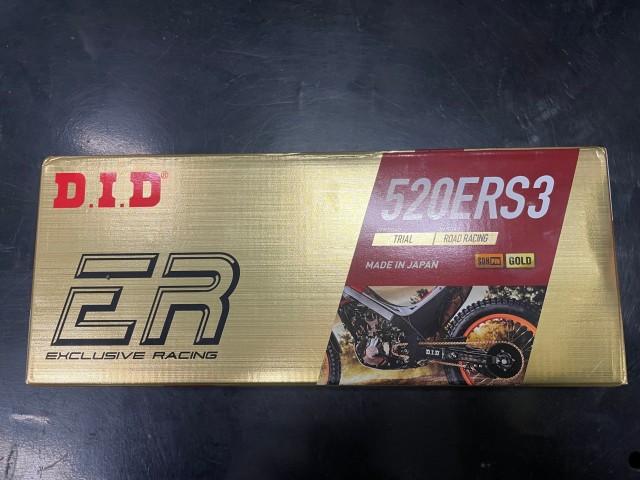 D.I.D®
520ERS3
TRIAL
ROAD RACING
MADE IN JAPAN
GOLD
ER
EXCLUSIVE RACING
D.I.D